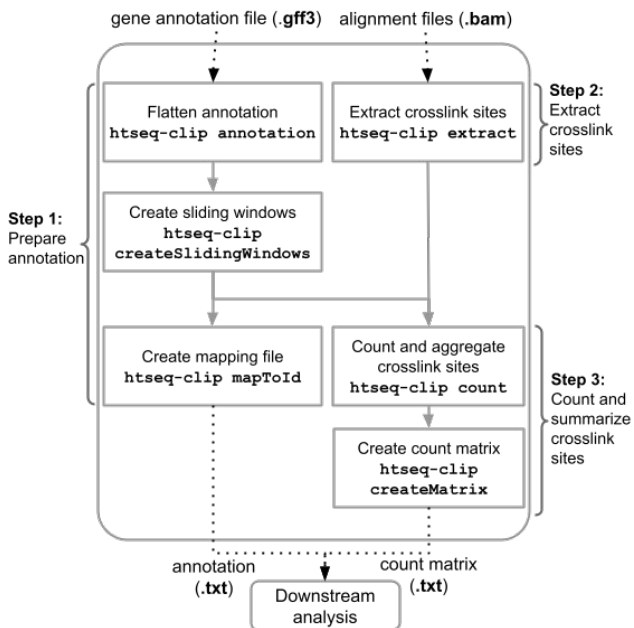 gene annotation file (.gff3)
alignment files (.bam)
Flatten annotation
htseq-clip annotation
Extract crosslink sites
htseq-clip extract
Step 2:
Extract
crosslink
sites
Step 1:
Prepare
annotation
Create sliding windows
htseq-clip
createSlidingWindows
Create mapping file
htseq-clip mapToId
Count and aggregate
crosslink sites
htseq-clip count
Step 3:
Count and
summarize
crosslink
sites
Create count matrix
htseq-clip
createMatrix
annotation
(.txt)
count matrix
(.txt)
Downstream
analysis